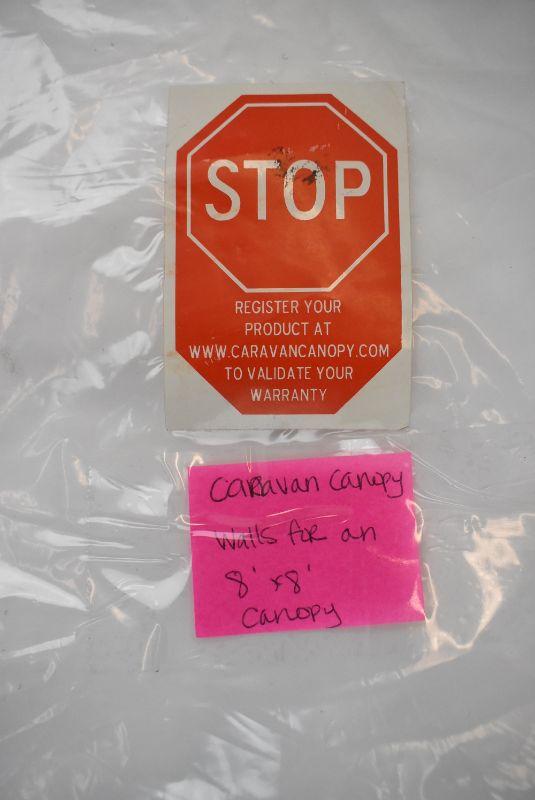 STOP
REGISTER YOUR
PRODUCT AT
WWW.CARAVANCANOPY.COM
TO VALIDATE YOUR
WARRANTY
Caravan Canopy
Walls for an
8' x 8'
Canopy